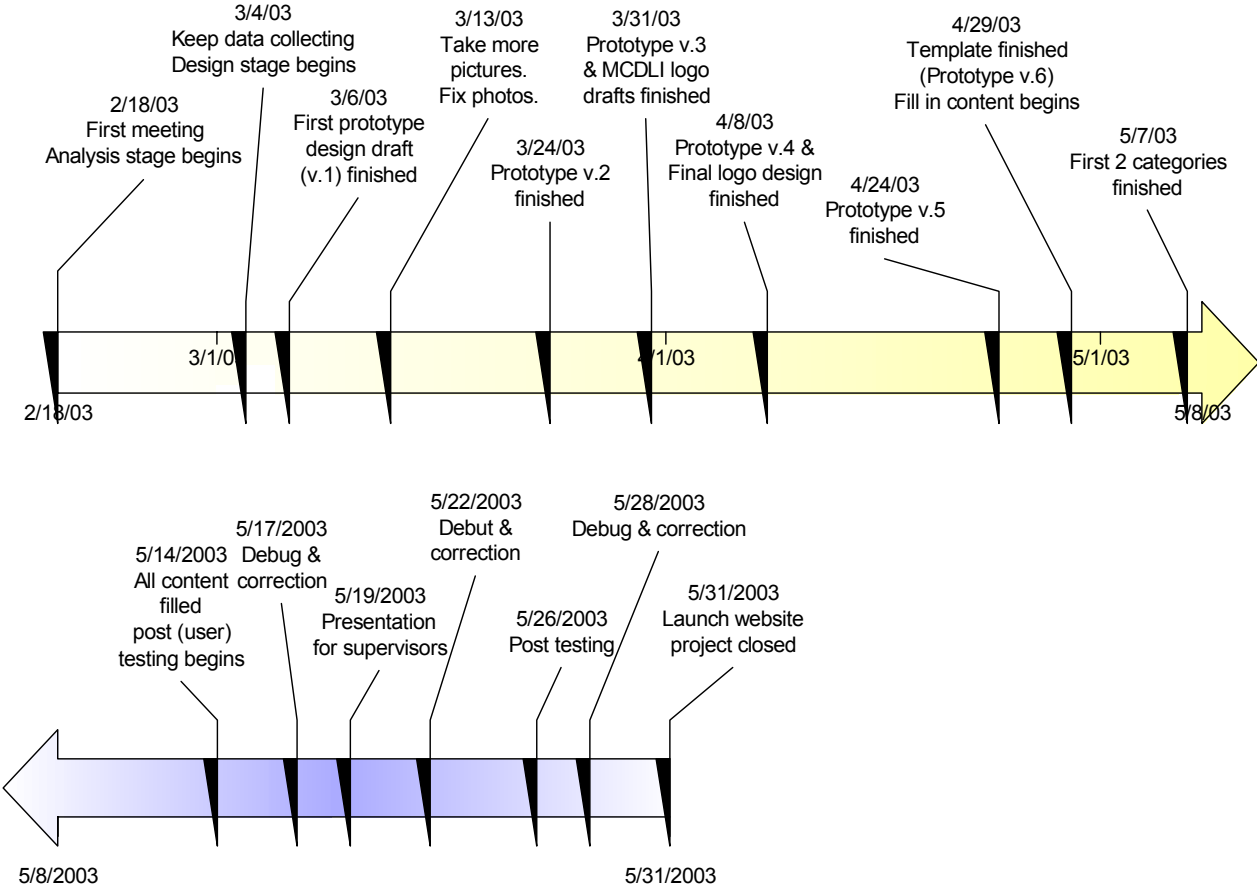 2/18/03
First meeting
Analysis stage begins
3/4/03
Keep data collecting
Design stage begins
3/6/03
First prototype
design draft
(v.1) finished
3/13/03
Take more
pictures.
Fix photos.
3/24/03
Prototype v.2
finished
3/31/03
Prototype v.3
& MCDLI logo
drafts finished
4/8/03
Prototype v.4 &
Final logo design
finished
4/24/03
Prototype v.5
finished
4/29/03
Template finished
(Prototype v.6)
Fill in content begins
5/7/03
First 2 categories
finished
3/1/03
4/1/03
5/1/03
2/18/03
5/8/03
5/14/2003
All content
filled
post (user)
testing begins
5/17/2003
Debug &
correction
5/19/2003
Presentation
for supervisors
5/22/2003
Debut &
correction
5/26/2003
Post testing
5/28/2003
Debug & correction
5/31/2003
Launch website
project closed
5/8/2003
5/31/2003